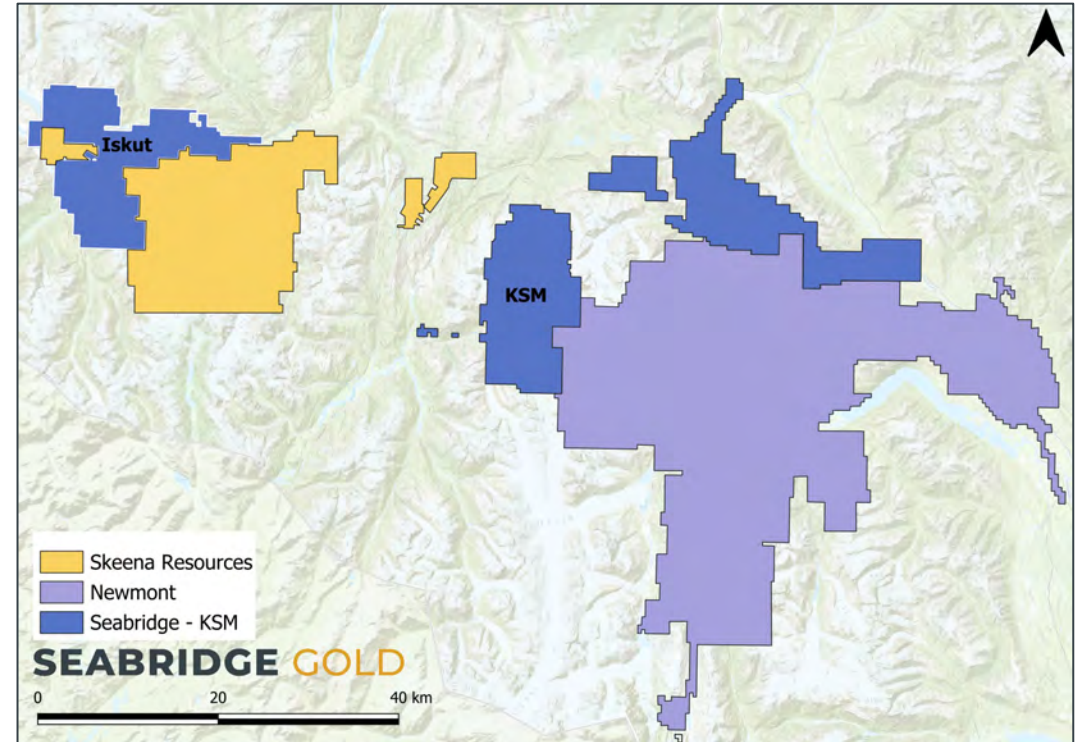 Iskut
KSM
Skeena Resources
Newmont
Seabridge - KSM
SEABRIDGE GOLD
0 20 40 km